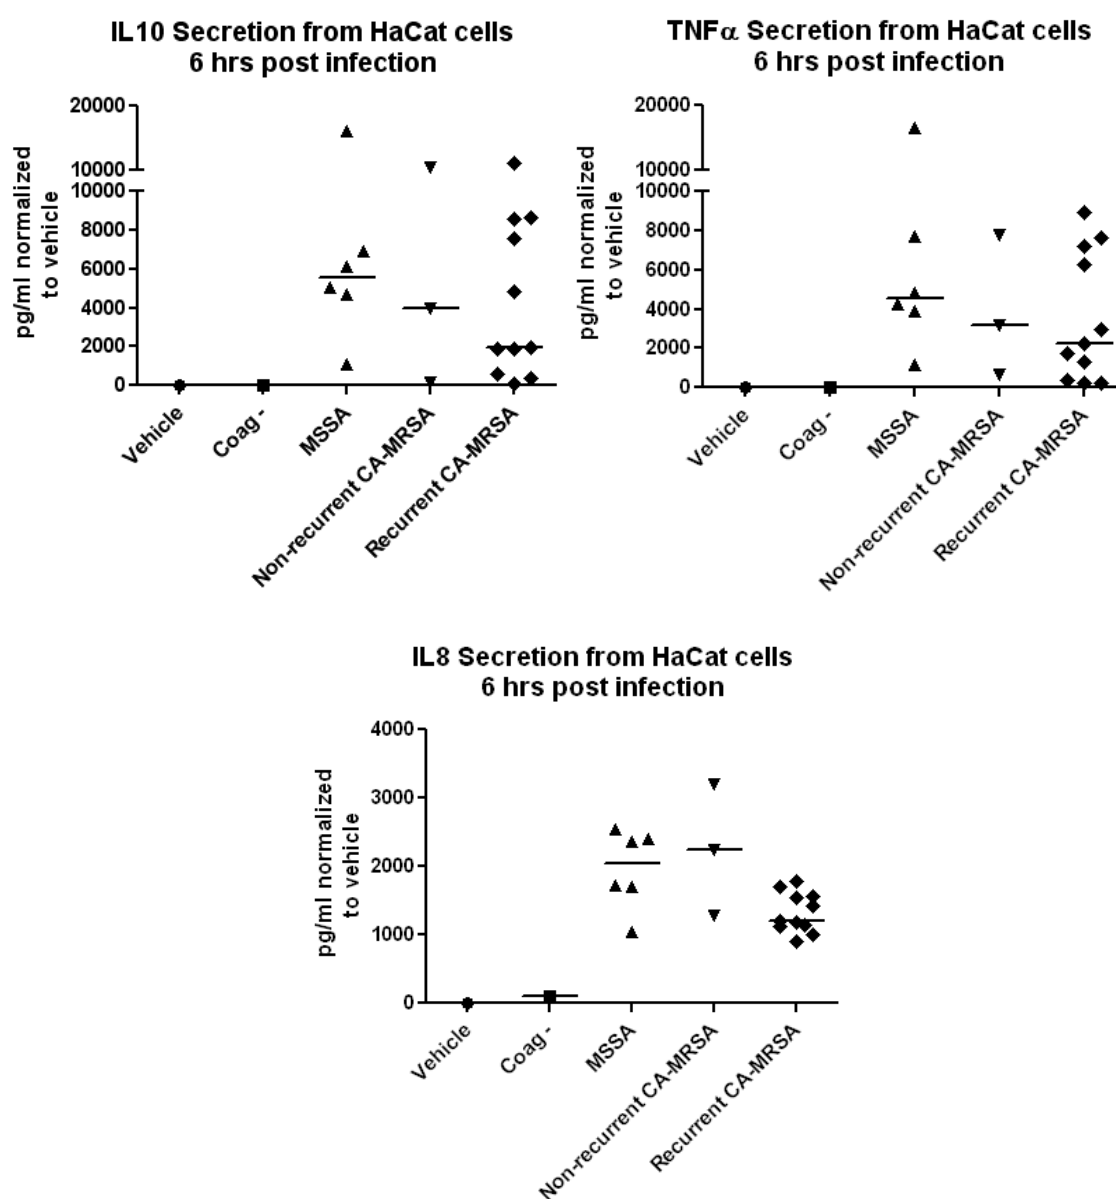 IL10 Secretion from HaCat cells
6 hrs post infection
pg/ml normalized
to vehicle
20000
10000
10000
8000
6000
4000
2000
0
Vehicle
Coag -
MSSA
Non-recurrent CA-MRSA
Recurrent CA-MRSA
TNFα Secretion from HaCat cells
6 hrs post infection
pg/ml normalized
to vehicle
20000
10000
10000
8000
6000
4000
2000
0
Vehicle
Coag -
MSSA
Non-recurrent CA-MRSA
Recurrent CA-MRSA
IL8 Secretion from HaCat cells
6 hrs post infection
pg/ml normalized
to vehicle
4000
3000
2000
1000
0
Vehicle
Coag -
MSSA
Non-recurrent CA-MRSA
Recurrent CA-MRSA